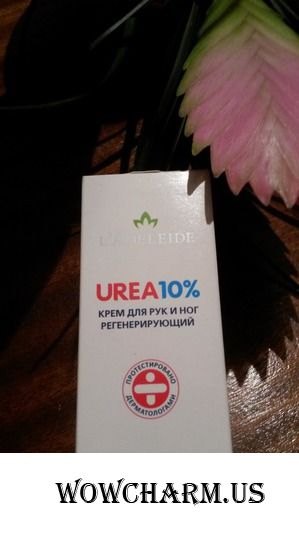 UREA10%
КРЕМ ДЛЯ РУК И НОГ
РЕГЕНЕРИРУЮЩИЙ
ПРОТЕСТИРОВАНО
ДЕРМАТОЛОГАМИ
WOWCHARM.US